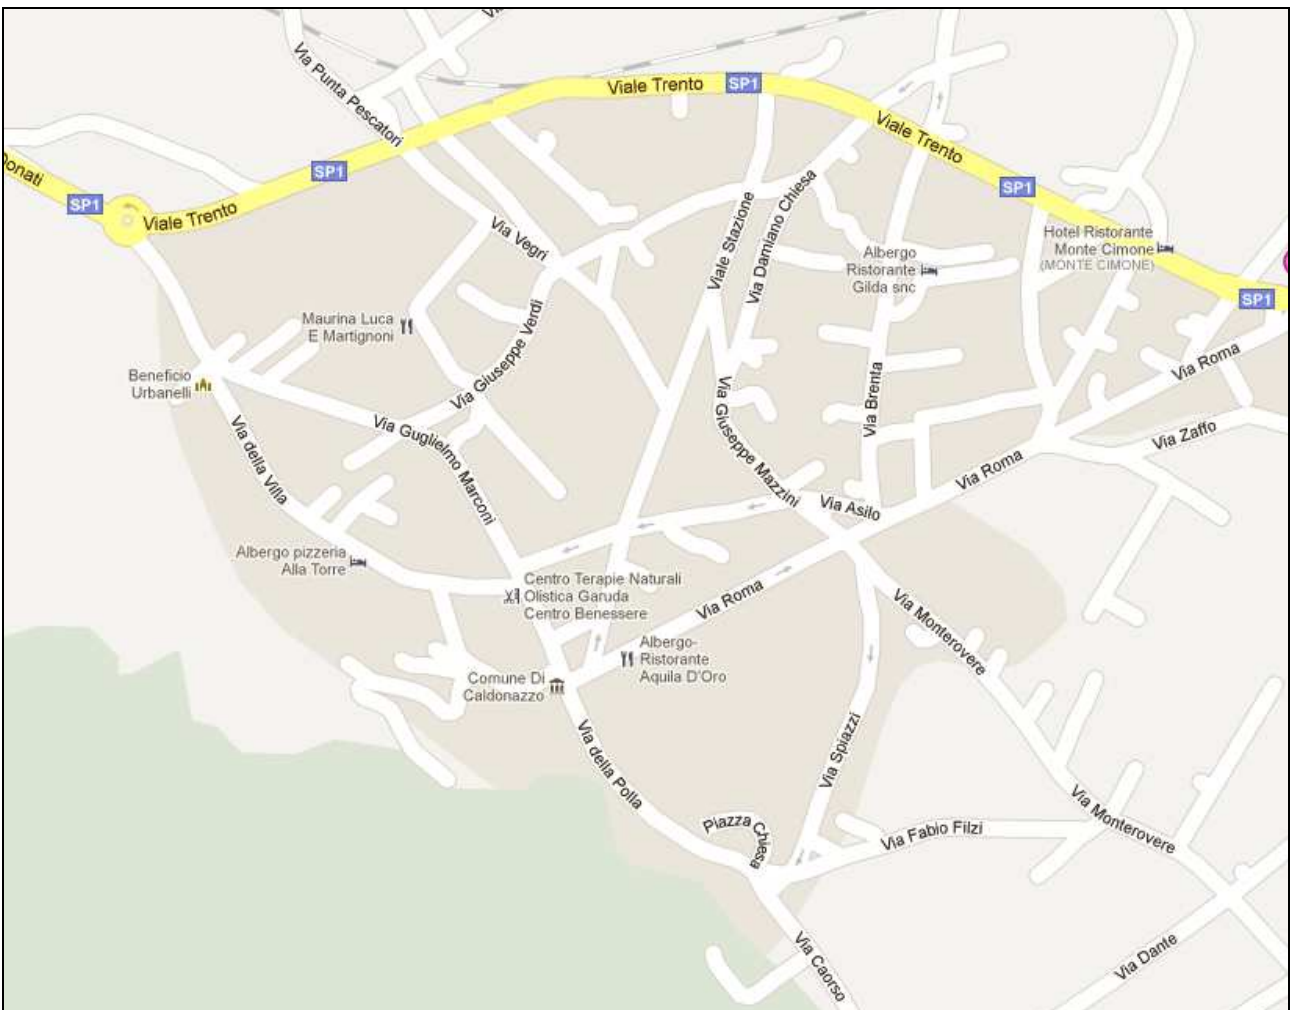 Via Punta Pescatori
Viale Trento
SP1
Viale Trento
SP1
SP1
Donati
SP1
Viale Trento
Via Vegri
Viale Stazione
Via Damiano Chiesa
Albergo
Ristorante
Gilda snc
Hotel Ristorante
Monte Cimone
(MONTE CIMONE)
SP1
Maurina Luca
E Martignoni
Via Giuseppe Verdi
Beneficio
Urbanelli
Via Guglielmo Marconi
Via della Villa
Via Giuseppe Mazzini
Via Brenta
Via Roma
Via Zaffo
Via Roma
Via Asilo
Albergo pizzeria
Alla Torre
Centro Terapie Naturali
Olistica Garuda
Centro Benessere
Via Roma
Via Monterovere
Albergo-
Ristorante
Aquila D'Oro
Comune Di
Caldonazzo
Via della Polla
Via Spiazzi
Via Monterovere
Piazza Chiesa
Via Fabio Filzi
Via Caorso
Via Dante